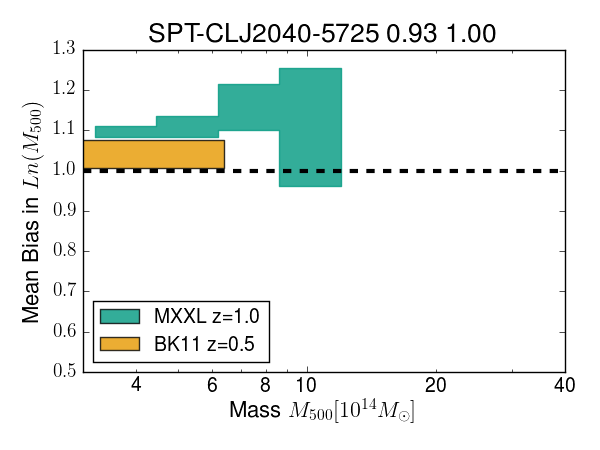 SPT-CLJ2040-5725 0.93 1.00
1.3
1.2
1.1
1.0
0.9
0.8
0.7
0.6
0.5
Mean Bias in Ln(M500)
MXXL z=1.0
BK11 z=0.5
4 6 8 10 20 40
Mass M500[10^14 M⊙]